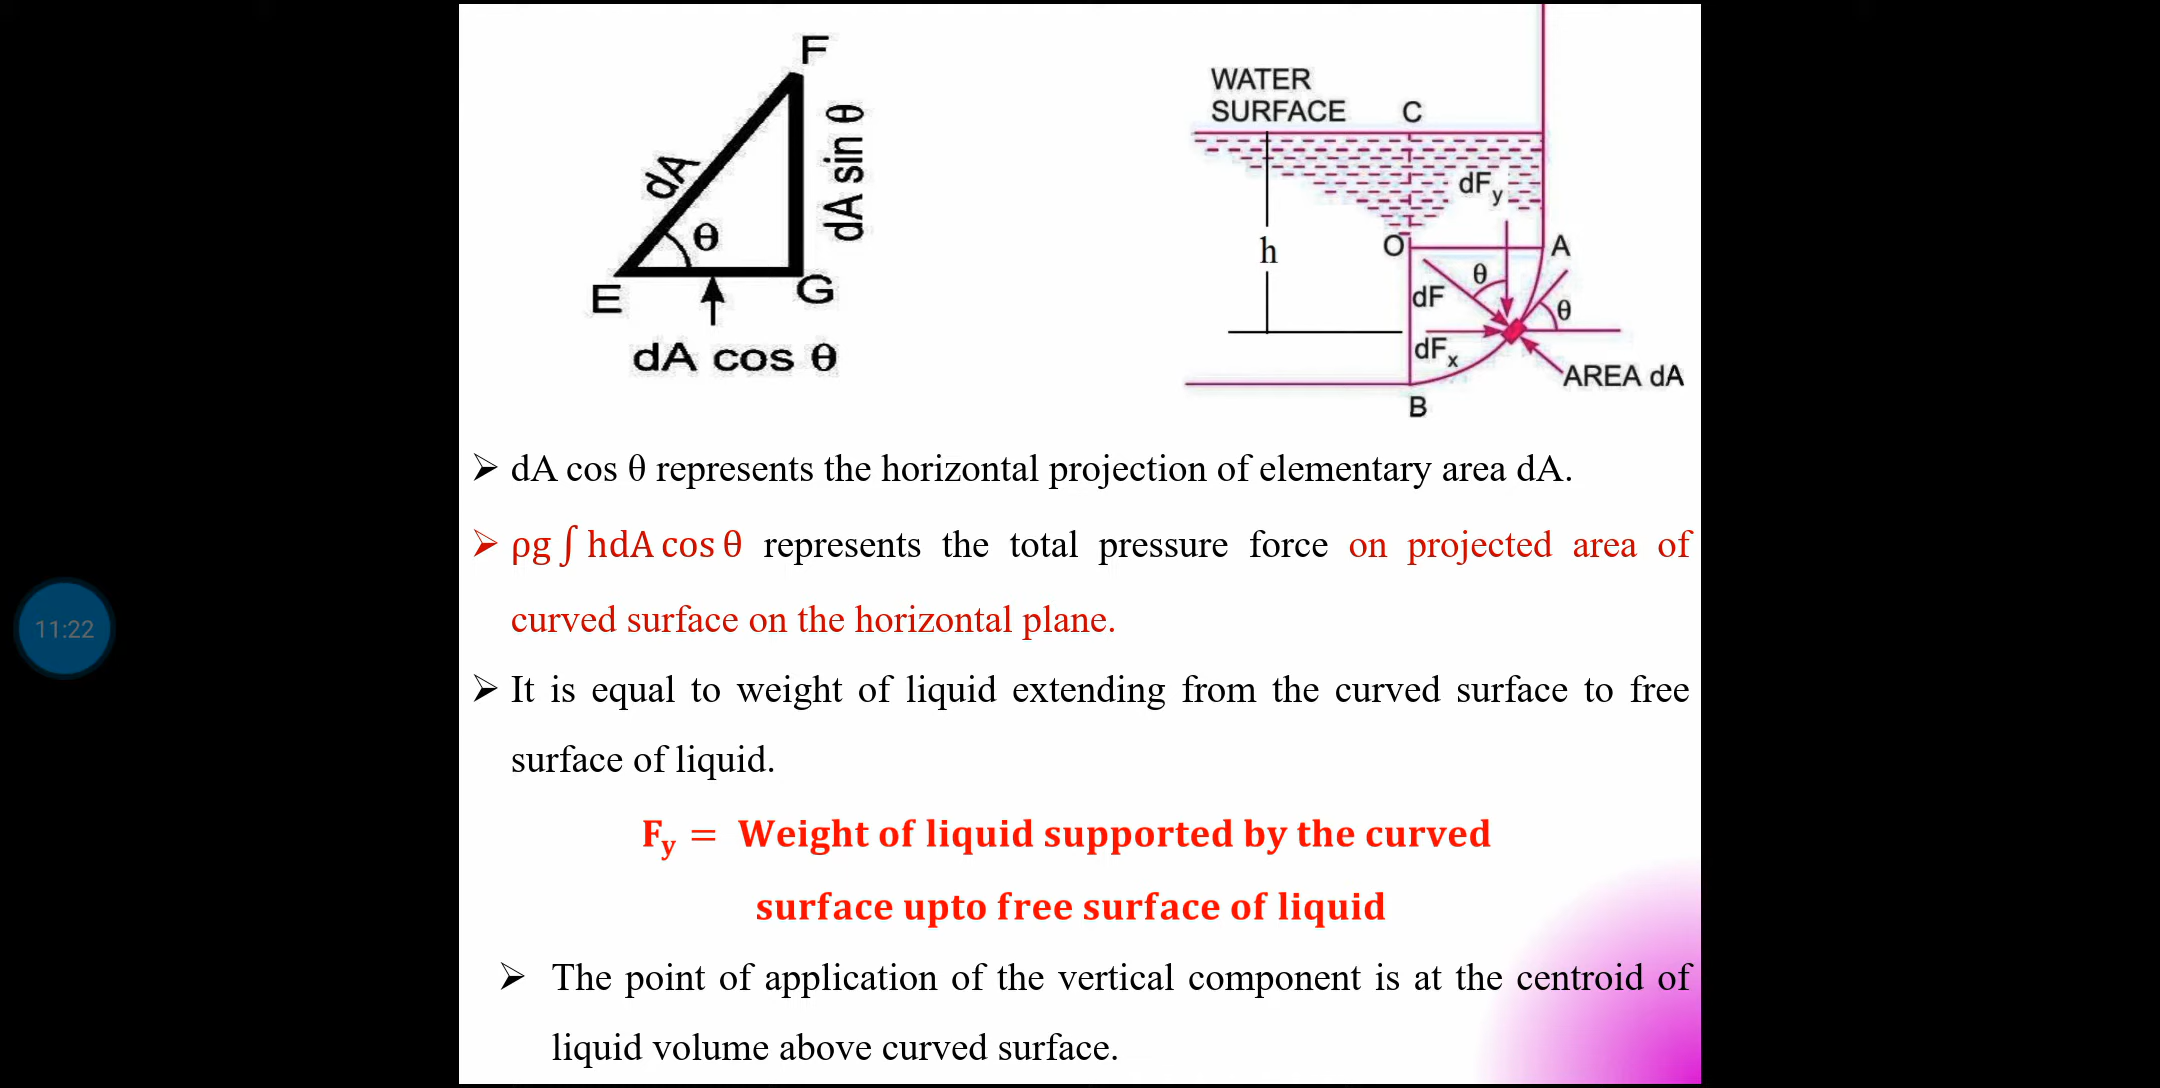 F
dA
dA sin θ
θ
E
G
dA cos θ
WATER
SURFACE
C
dFy
h
O
A
θ
dF
θ
dFx
AREA dA
B
➢ dA cos θ represents the horizontal projection of elementary area dA.
➢ ρg ∫ hdA cos θ represents the total pressure force on projected area of
curved surface on the horizontal plane.
11:22
➢ It is equal to weight of liquid extending from the curved surface to free
surface of liquid.
Fy = Weight of liquid supported by the curved
surface upto free surface of liquid
➢ The point of application of the vertical component is at the centroid of
liquid volume above curved surface.